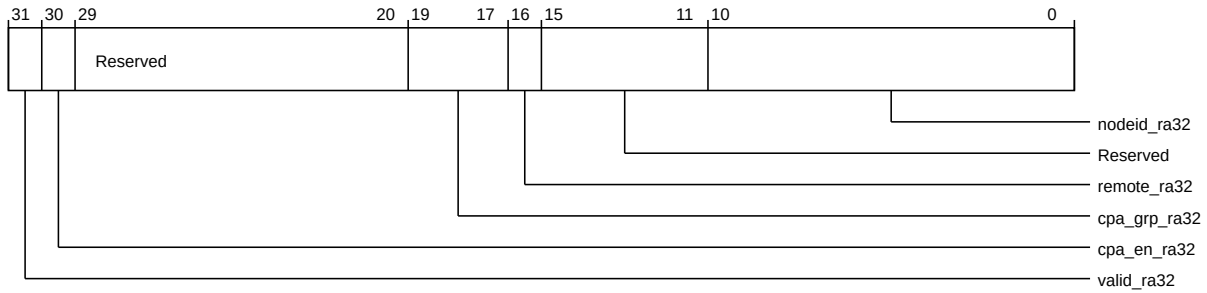 31 30 29 20 19 17 16 15 11 10 0
Reserved
nodeid_ra32
Reserved
remote_ra32
cpa_grp_ra32
cpa_en_ra32
valid_ra32